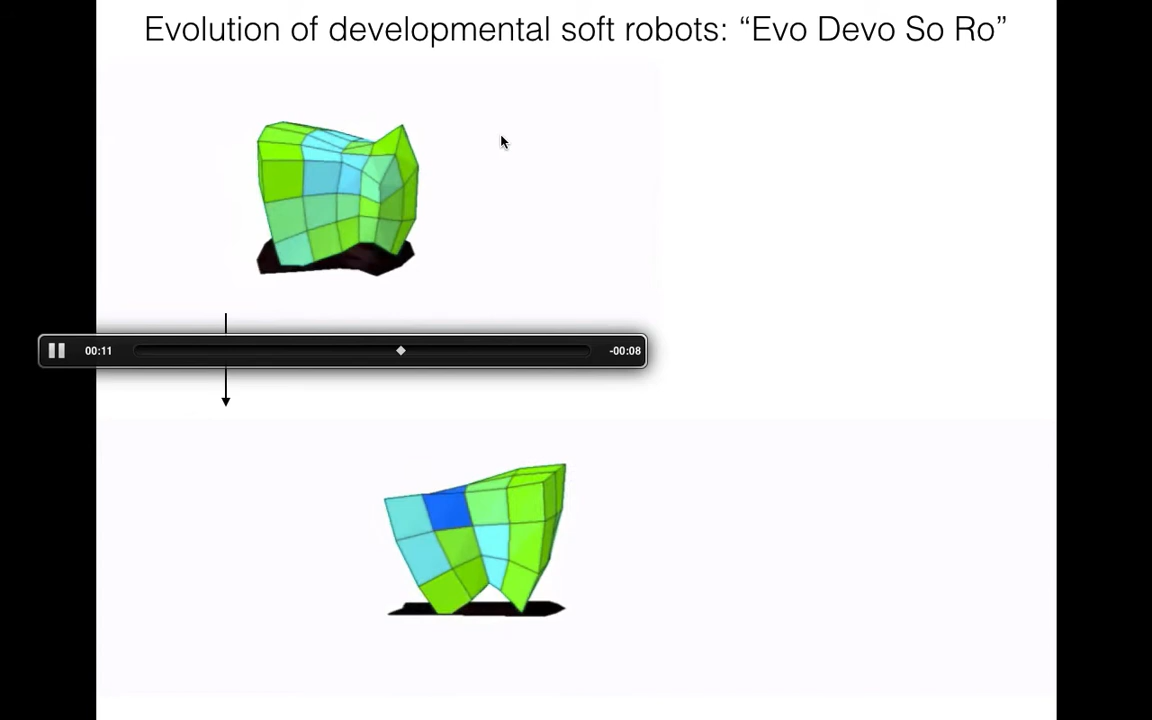 Evolution of developmental soft robots: “Evo Devo So Ro”
00:11
-00:08